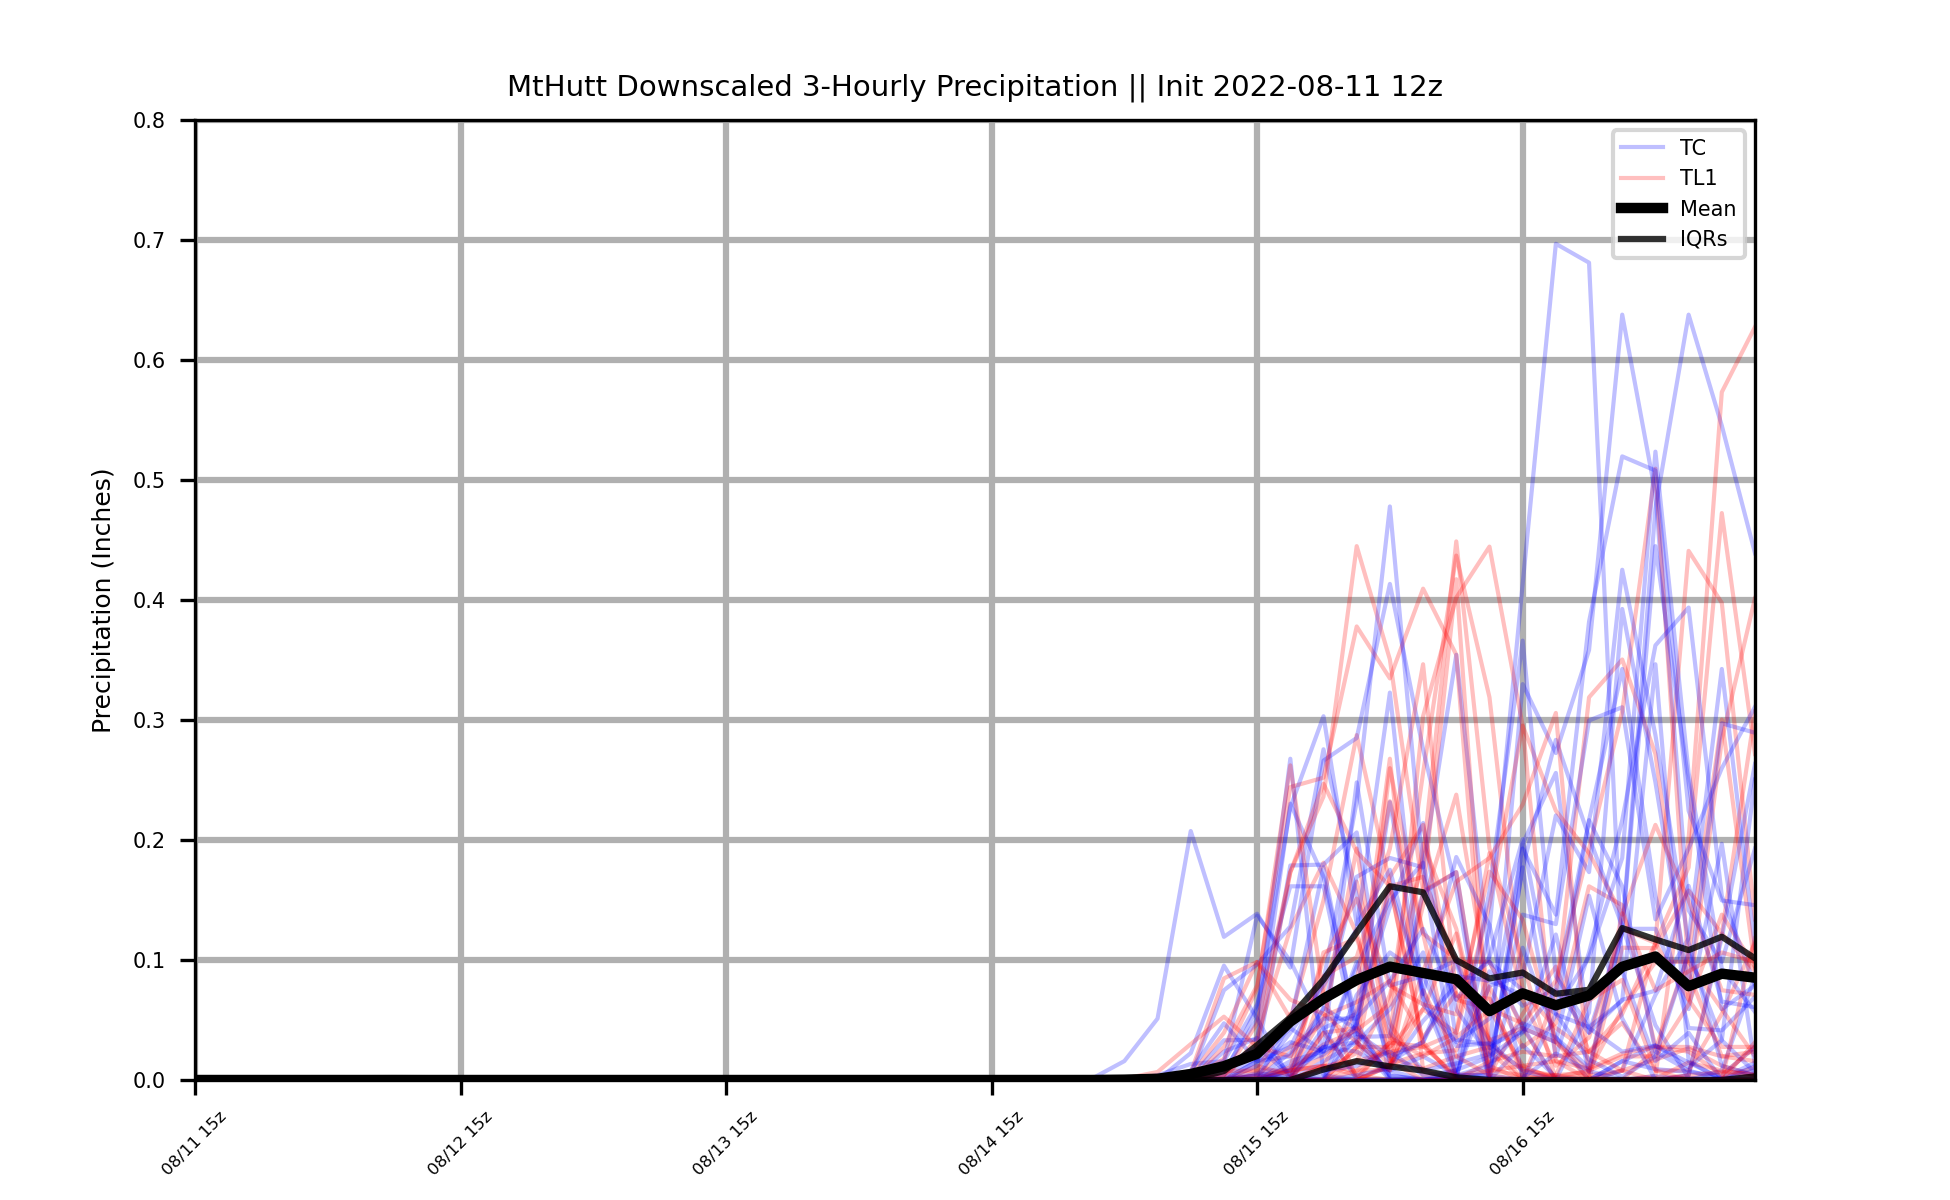 MtHutt Downscaled 3-Hourly Precipitation || Init 2022-08-11 12z
0.8
0.7
0.6
0.5
0.4
0.3
0.2
0.1
0.0
Precipitation (Inches)
TC
TL1
Mean
IQRs
08/11 15z
08/12 15z
08/13 15z
08/14 15z
08/15 15z
08/16 15z